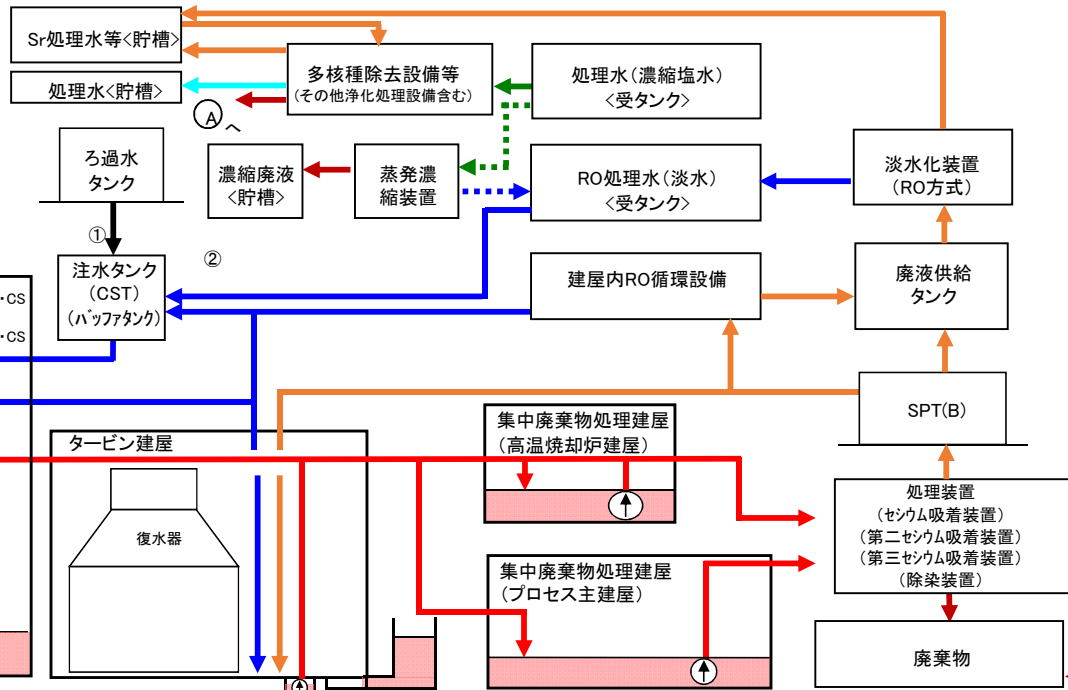 Sr処理水等<貯槽>
処理水<貯槽>
多核種除去設備等
(その他浄化処理設備含む)
処理水(濃縮塩水)
<受タンク>
A へ
ろ過水
タンク
濃縮廃液
<貯槽>
蒸発濃
縮装置
RO処理水(淡水)
<受タンク>
淡水化装置
(RO方式)
①
②
注水タンク
(CST)
(バッファタンク)
建屋内RO循環設備
廃液供給
タンク
・CS
・CS
SPT(B)
タービン建屋
復水器
集中廃棄物処理建屋
(高温焼却炉建屋)
処理装置
(セシウム吸着装置)
(第二セシウム吸着装置)
(第三セシウム吸着装置)
(除染装置)
集中廃棄物処理建屋
(プロセス主建屋)
廃棄物